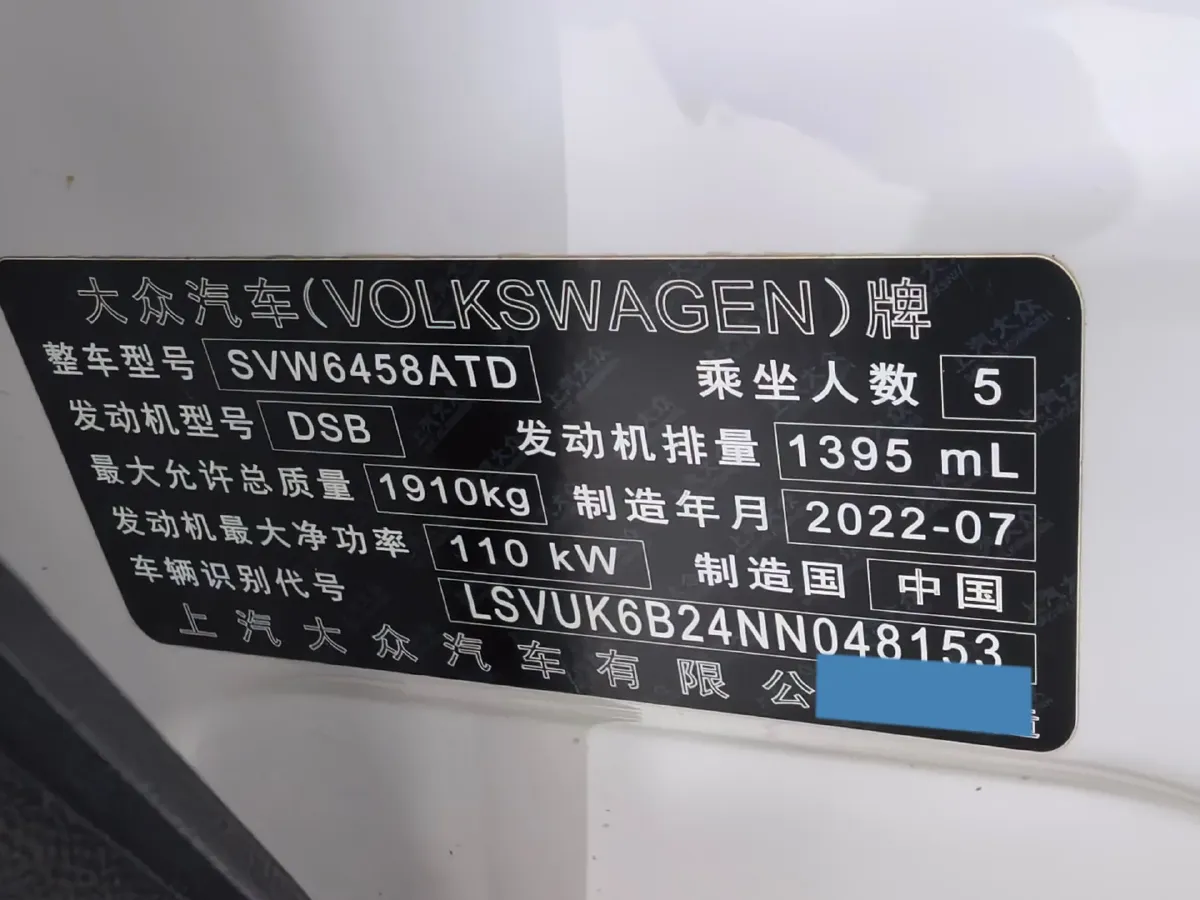 大众汽车(VOLKSWAGEN)牌
整车型号 SVW6458ATD 乘坐人数 5
发动机型号 DSB 发动机排量 1395 mL
最大允许总质量 1910kg 制造年月 2022-07
发动机最大净功率 110 kW 制造国 中国
车辆识别代号 LSVUK6B24NN048153
上汽大众汽车有限公